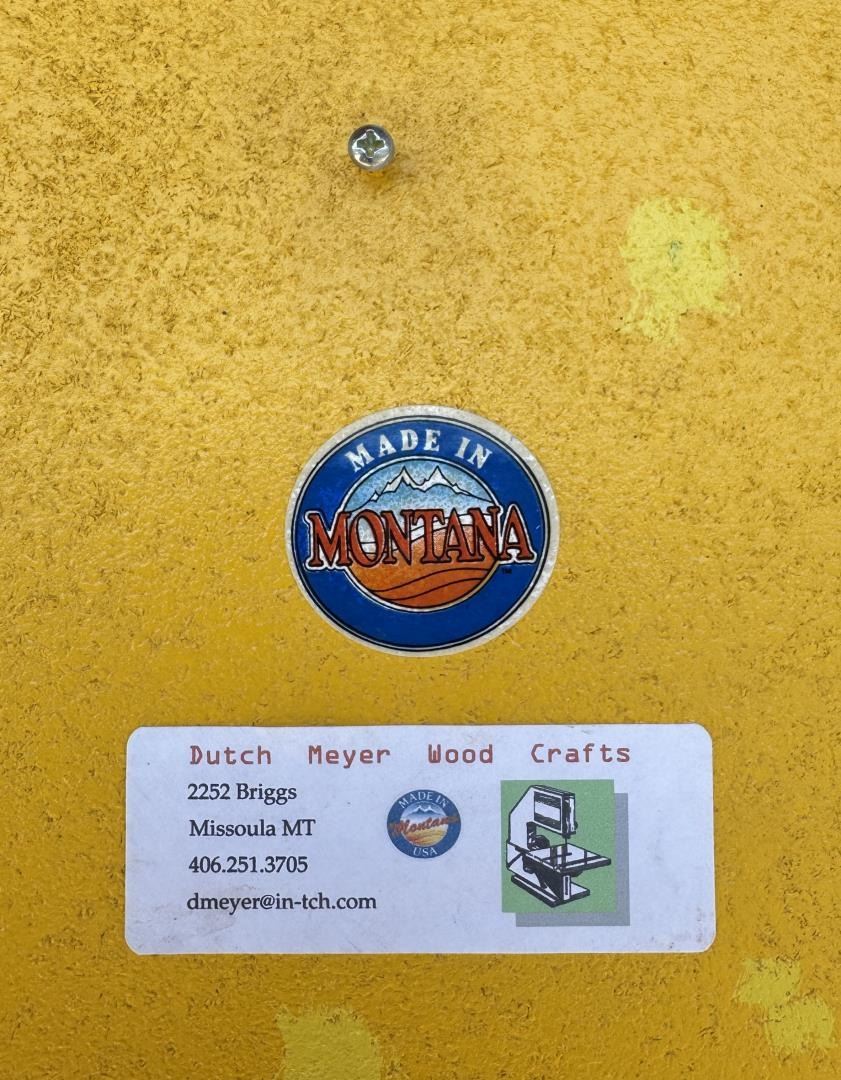 MADE IN
MONTANA
TM
Dutch Meyer Wood Crafts
2252 Briggs
Missoula MT
406.251.3705
dmeyer@in-tch.com
MADE IN
Montana
USA